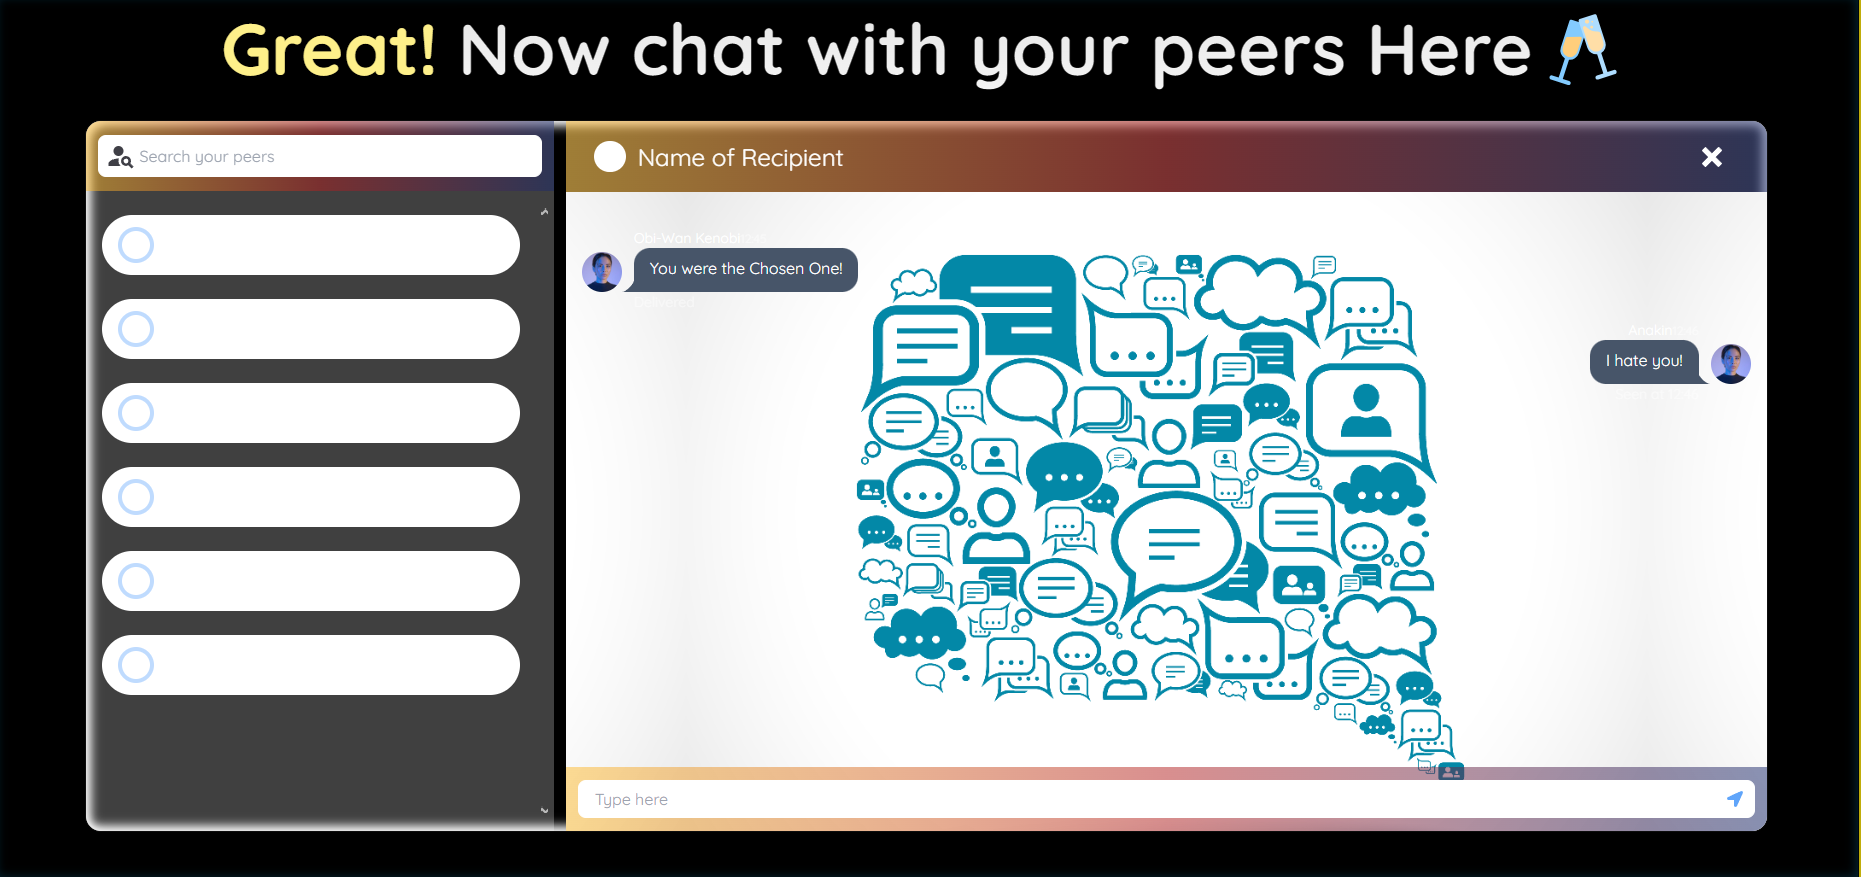 Great! Now chat with your peers Here
Search your peers
Name of Recipient
Obi-Wan Kenobi
You were the Chosen One!
Delivered
Anakin
I hate you!
Seen at
Type here